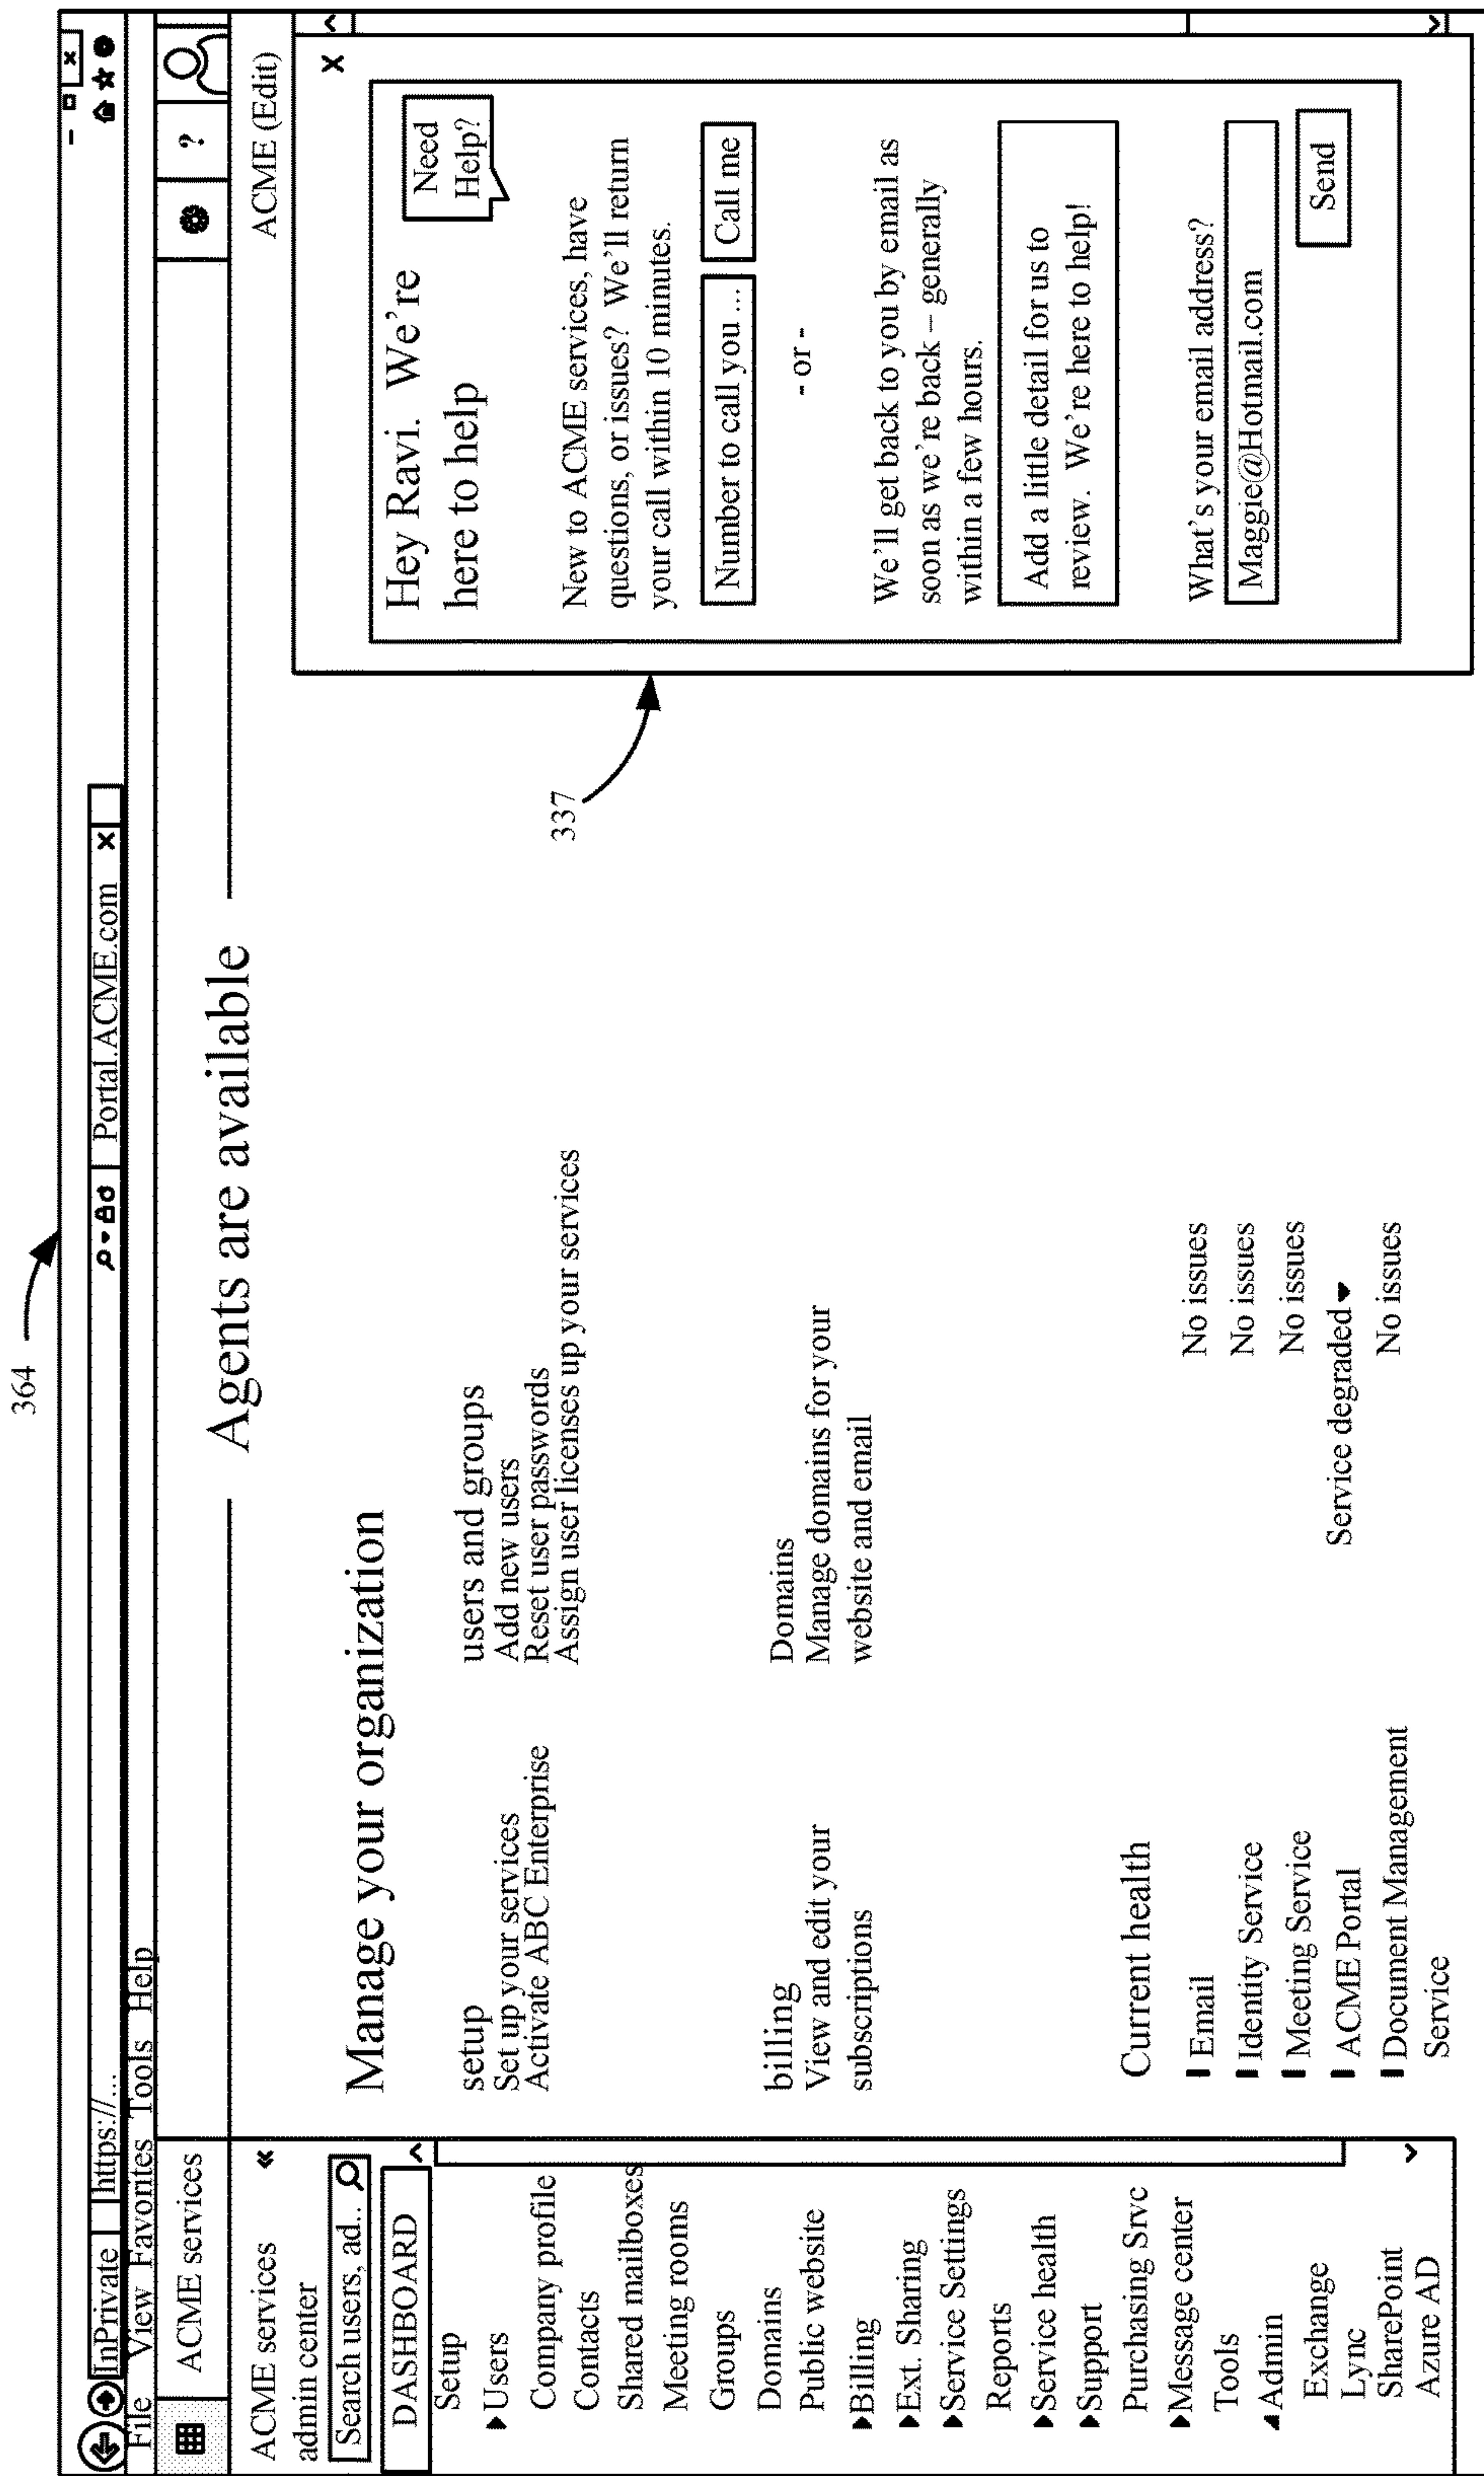 364
InPrivate https://... Portal.ACME.com X
File View Favorites Tools Help
ACME services
?
Agents are available
ACME (Edit)
ACME services
admin center
Search users, ad..
DASHBOARD
Setup
Users
Company profile
Contacts
Shared mailboxes
Meeting rooms
Groups
Domains
Public website
Billing
Ext. Sharing
Service Settings
Reports
Service health
Support
Purchasing Srvc
Message center
Tools
Admin
Exchange
Lync
SharePoint
Azure AD
Manage your organization
setup
Set up your services
Activate ABC Enterprise
users and groups
Add new users
Reset user passwords
Assign user licenses up your services
billing
View and edit your
subscriptions
Domains
Manage domains for your
website and email
Current health
Email No issues
Identity Service No issues
Meeting Service No issues
ACME Portal Service degraded
Document Management No issues
Service
337
X
Hey Ravi. We're
here to help
Need
Help?
New to ACME services, have
questions, or issues? We'll return
your call within 10 minutes.
Number to call you ... Call me
- or -
We'll get back to you by email as
soon as we're back – generally
within a few hours.
Add a little detail for us to
review. We're here to help!
What's your email address?
Maggie@Hotmail.com
Send